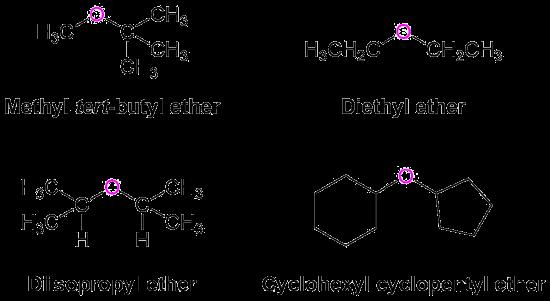 O CH3
H3C C
CH3
CH3
Methyl tert-butyl ether
O
H3CH2C CH2CH3
Diethyl ether
H3C O CH3
C C
H3C CH3
H H
Diisopropyl ether
O
Cyclohexyl cyclopentyl ether